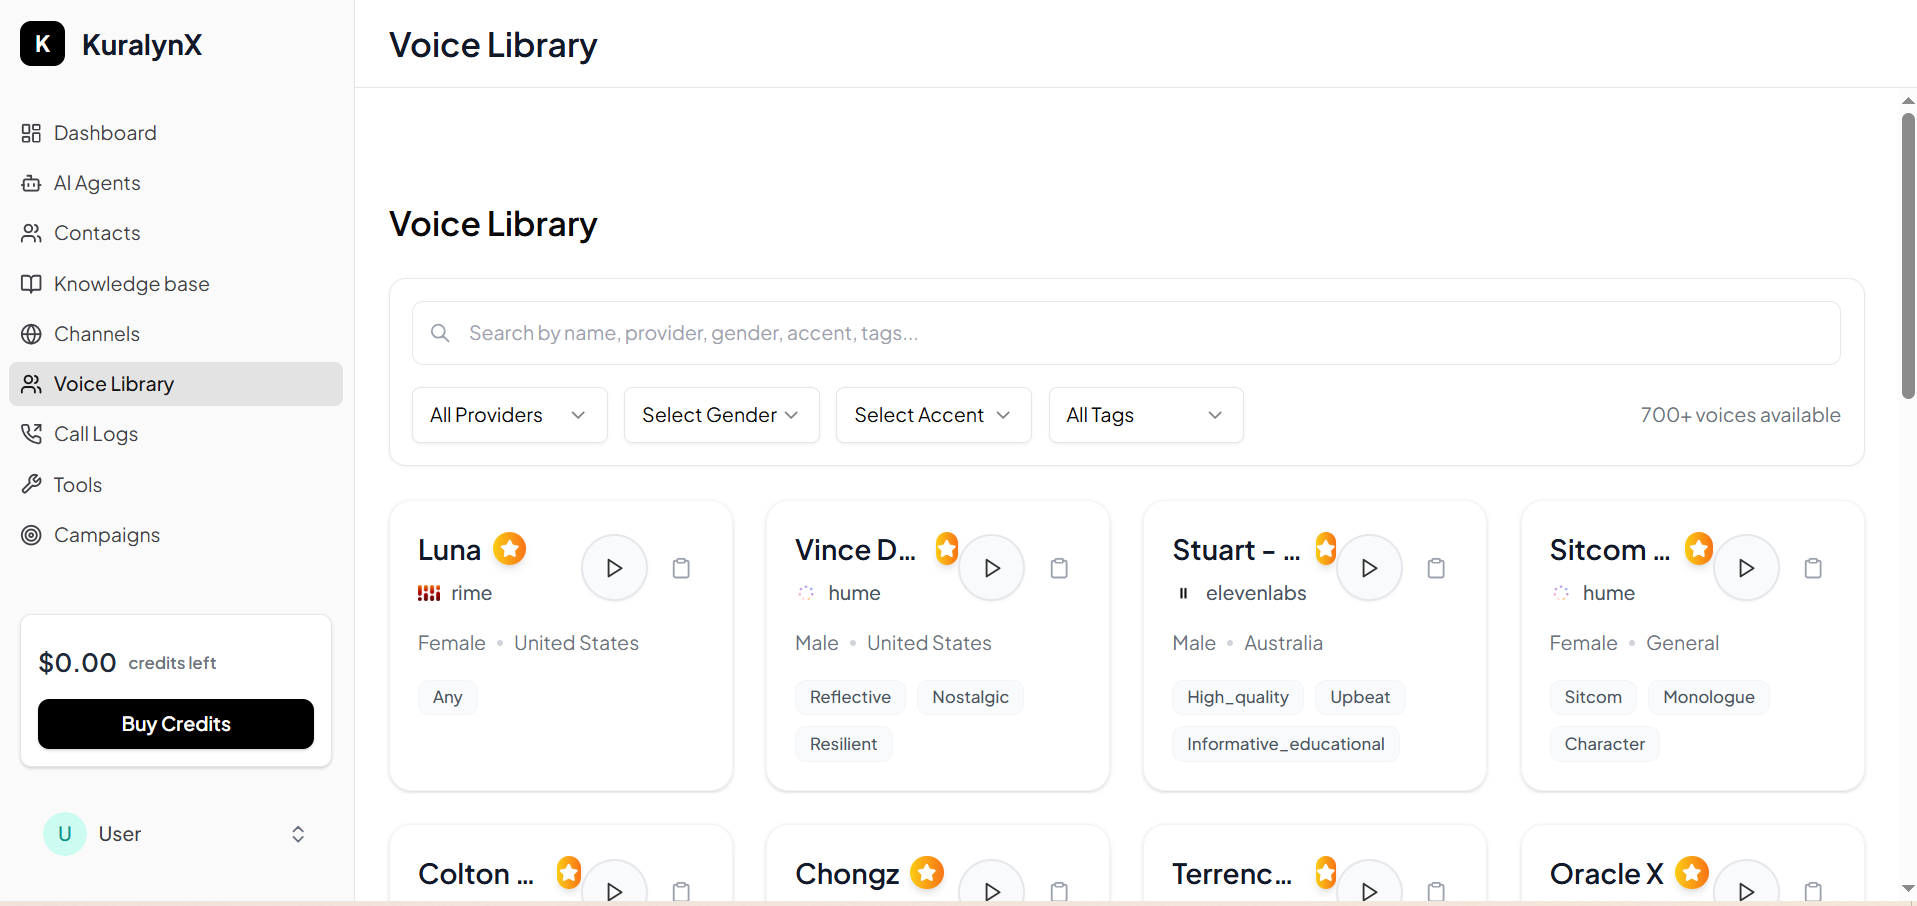 K KuralynX
Voice Library
Dashboard
AI Agents
Contacts
Knowledge base
Channels
Voice Library
Call Logs
Tools
Campaigns
$0.00 credits left
Buy Credits
U User
Voice Library
Search by name, provider, gender, accent, tags...
All Providers Select Gender Select Accent All Tags 700+ voices available
Luna
rime
Female • United States
Any
Vince D...
hume
Male • United States
Reflective Nostalgic
Resilient
Stuart - ...
elevenlabs
Male • Australia
High_quality Upbeat
Informative_educational
Sitcom ...
hume
Female • General
Sitcom Monologue
Character
Colton ...
Chongz
Terrenc...
Oracle X